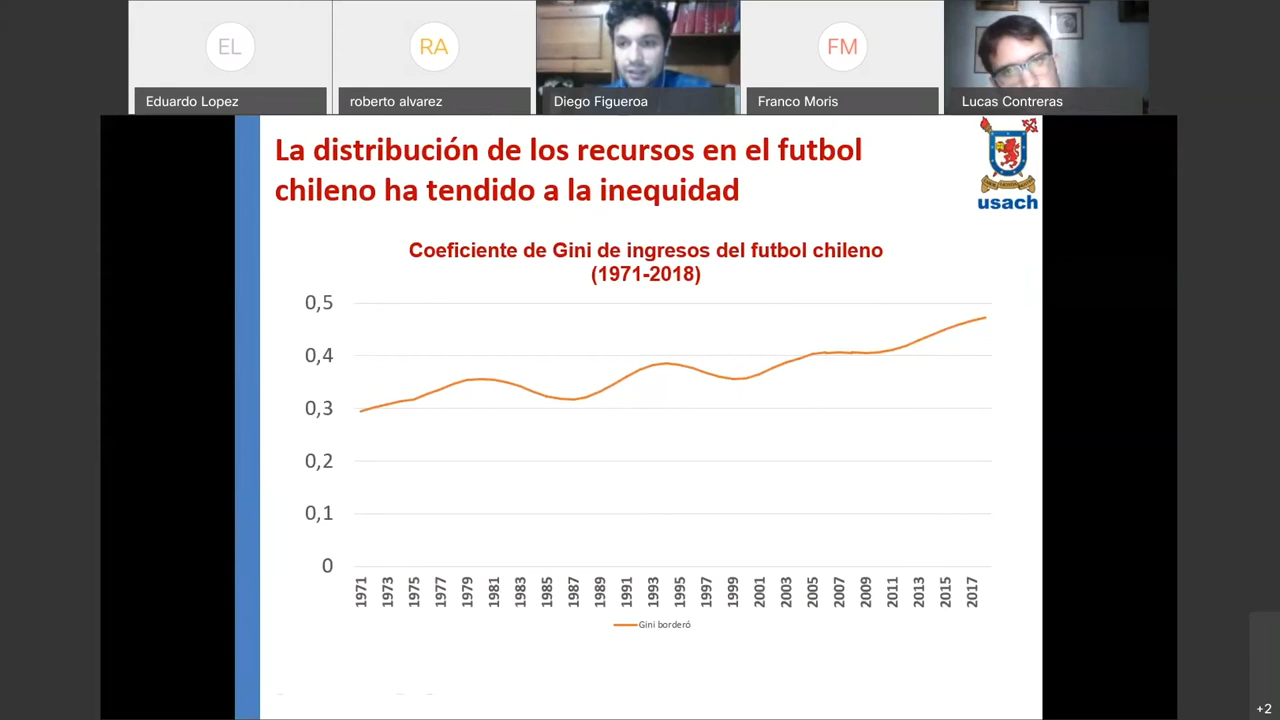 EL
RA
FM
Eduardo Lopez
roberto alvarez
Diego Figueroa
Franco Moris
Lucas Contreras
La distribución de los recursos en el futbol
chileno ha tendido a la inequidad
usach
Coeficiente de Gini de ingresos del futbol chileno
(1971-2018)
0,5
0,4
0,3
0,2
0,1
0
1971
1973
1975
1977
1979
1981
1983
1985
1987
1989
1991
1993
1995
1997
1999
2001
2003
2005
2007
2009
2011
2013
2015
2017
Gini borderó
+2